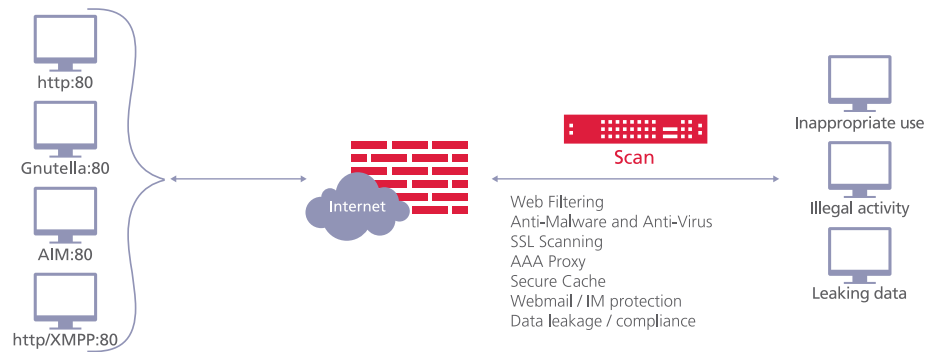 http:80
Gnutella:80
AIM:80
http/XMPP:80
Internet
Scan
Web Filtering
Anti-Malware and Anti-Virus
SSL Scanning
AAA Proxy
Secure Cache
Webmail / IM protection
Data leakage / compliance
Inappropriate use
Illegal activity
Leaking data